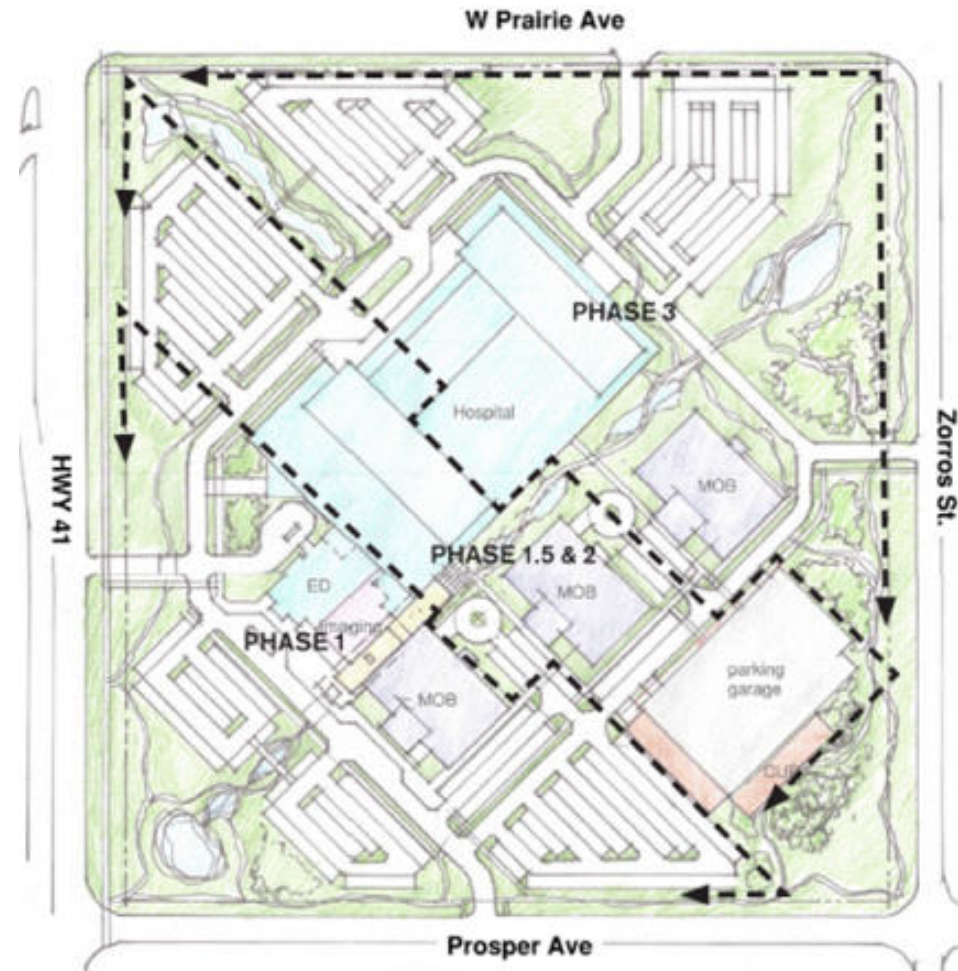 W Prairie Ave
PHASE 3
Hospital
Zorros St.
MOB
HWY 41
PHASE 1.5 & 2
ED
MOB
Imaging
PHASE 1
parking
garage
MOB
CUP
Prosper Ave